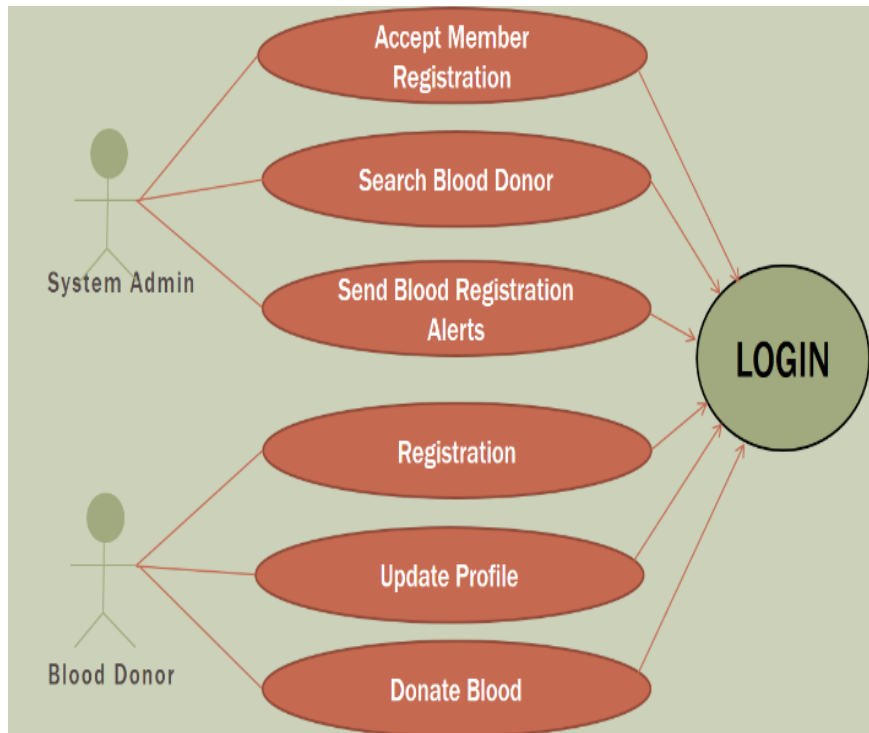 Accept Member
Registration
Search Blood Donor
System Admin
Send Blood Registration
Alerts
LOGIN
Registration
Update Profile
Blood Donor
Donate Blood